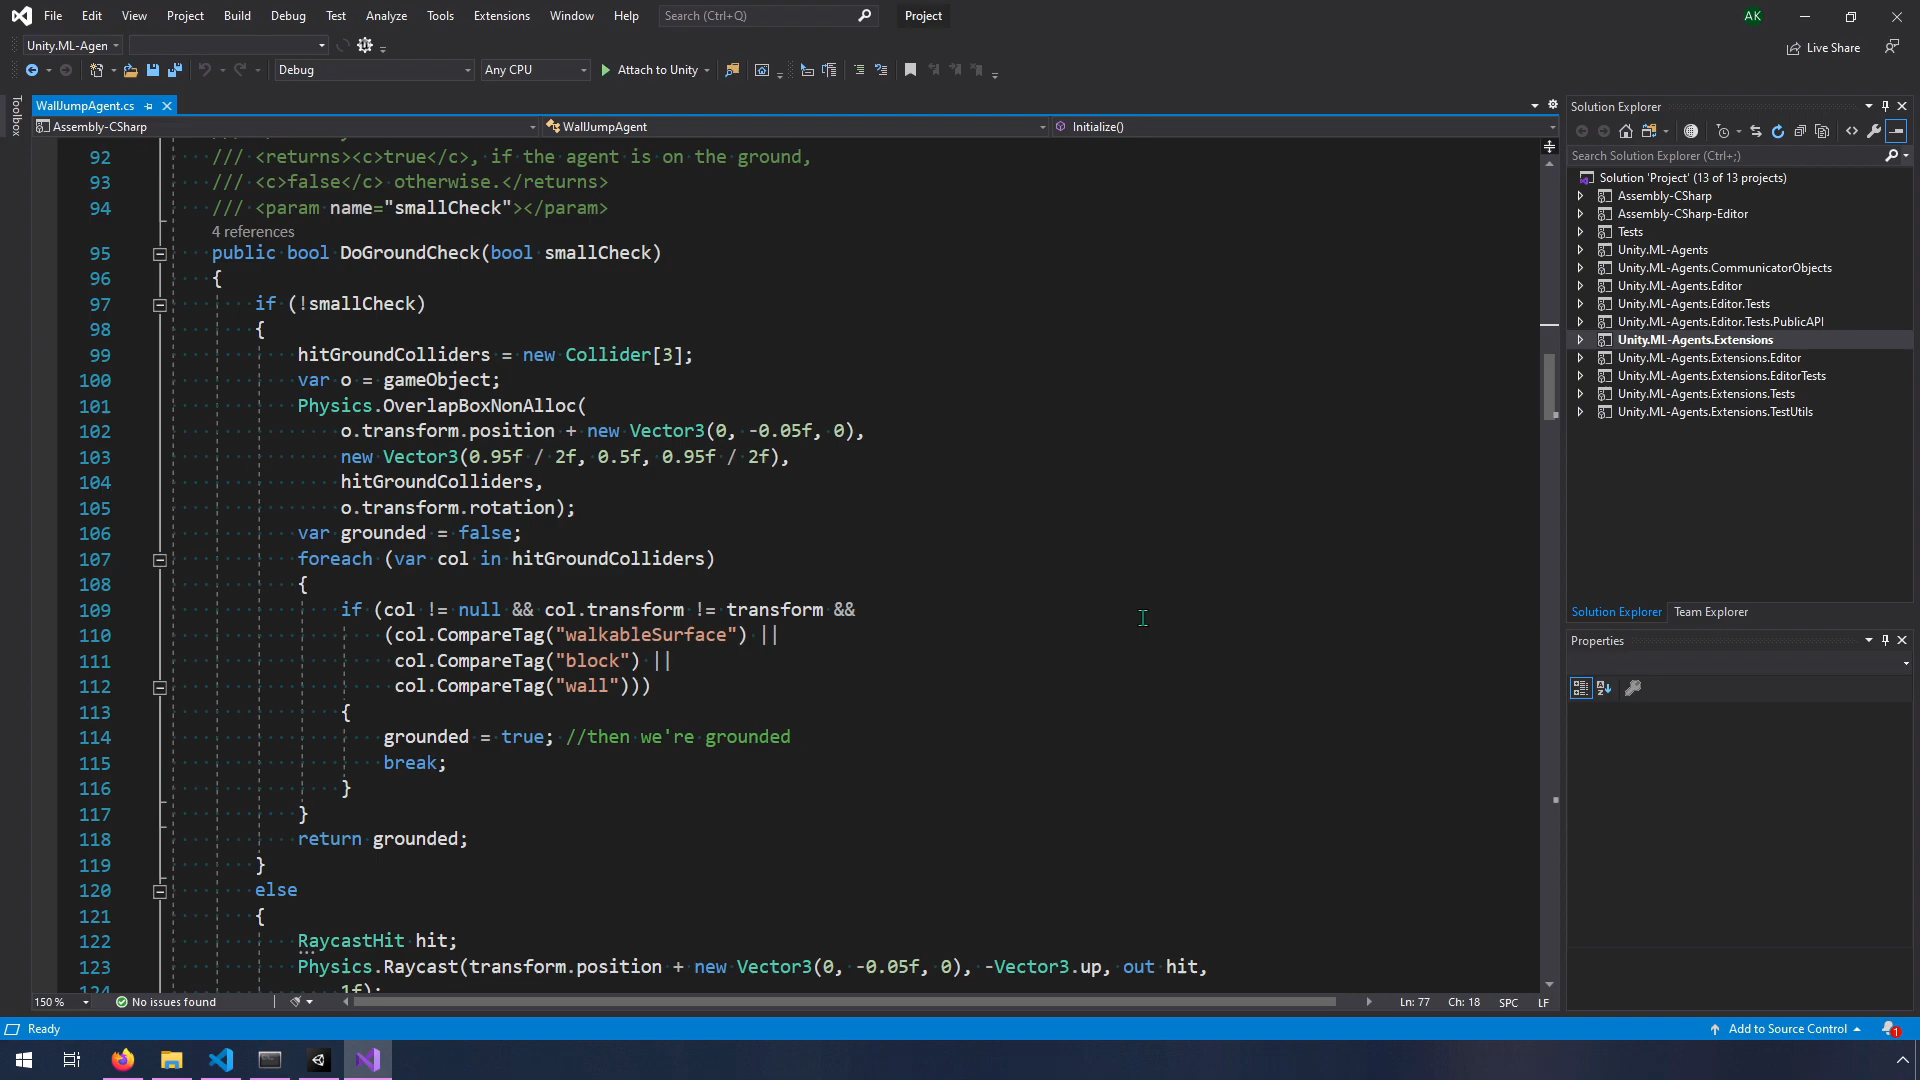 File Edit View Project Build Debug Test Analyze Tools Extensions Window Help Search (Ctrl+Q) Project AK
Unity.ML-Agen
Live Share
Debug Any CPU Attach to Unity
Toolbox
WallJumpAgent.cs
Assembly-CSharp WallJumpAgent Initialize()
92 /// <returns><c>true</c>, if the agent is on the ground,
93 /// <c>false</c> otherwise.</returns>
94 /// <param name="smallCheck"></param>
4 references
95 public bool DoGroundCheck(bool smallCheck)
96 {
97 if (!smallCheck)
98 {
99 hitGroundColliders = new Collider[3];
100 var o = gameObject;
101 Physics.OverlapBoxNonAlloc(
102 o.transform.position + new Vector3(0, -0.05f, 0),
103 new Vector3(0.95f / 2f, 0.5f, 0.95f / 2f),
104 hitGroundColliders,
105 o.transform.rotation);
106 var grounded = false;
107 foreach (var col in hitGroundColliders)
108 {
109 if (col != null && col.transform != transform &&
110 (col.CompareTag("walkableSurface") ||
111 col.CompareTag("block") ||
112 col.CompareTag("wall")))
113 {
114 grounded = true; //then we're grounded
115 break;
116 }
117 }
118 return grounded;
119 }
120 else
121 {
122 RaycastHit hit;
123 Physics.Raycast(transform.position + new Vector3(0, -0.05f, 0), -Vector3.up, out hit,
124 1f);
150 % No issues found Ln: 77 Ch: 18 SPC LF
Solution Explorer
Search Solution Explorer (Ctrl+;)
Solution 'Project' (13 of 13 projects)
Assembly-CSharp
Assembly-CSharp-Editor
Tests
Unity.ML-Agents
Unity.ML-Agents.CommunicatorObjects
Unity.ML-Agents.Editor
Unity.ML-Agents.Editor.Tests
Unity.ML-Agents.Editor.Tests.PublicAPI
Unity.ML-Agents.Extensions
Unity.ML-Agents.Extensions.Editor
Unity.ML-Agents.Extensions.EditorTests
Unity.ML-Agents.Extensions.Tests
Unity.ML-Agents.Extensions.TestUtils
Solution Explorer Team Explorer
Properties
Ready Add to Source Control 1